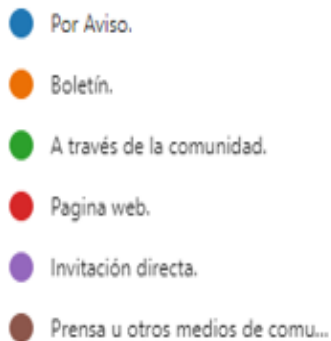 Por Aviso.
Boletín.
A través de la comunidad.
Pagina web.
Invitación directa.
Prensa u otros medios de comu...